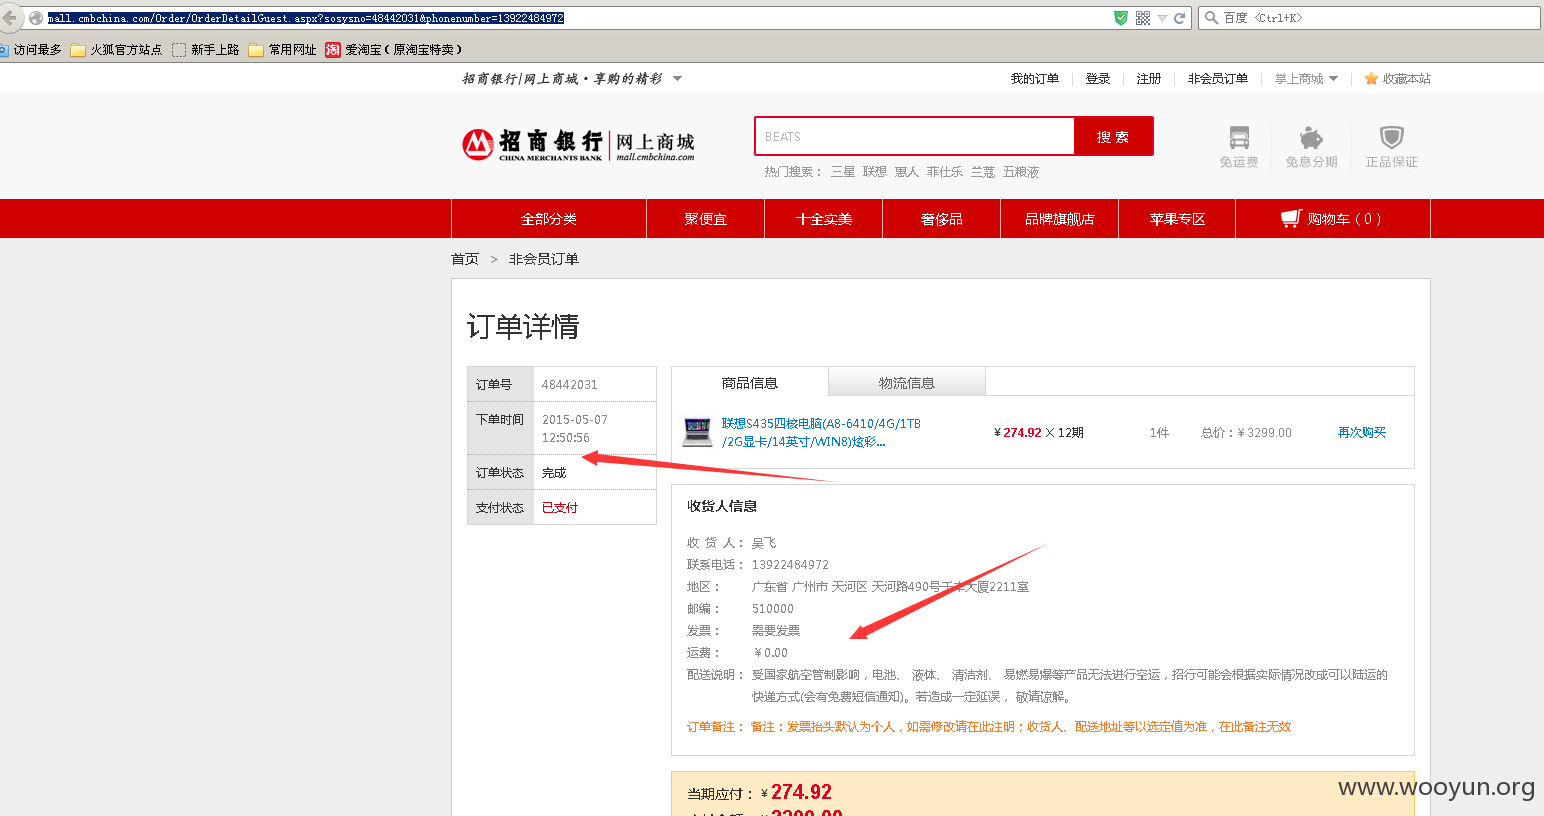 mall.cmbchina.com/Order/OrderDetailGuest.aspx?sosysno=48442031&phonenumber=13922484972
百度 <Ctrl+K>
访问最多 火狐官方站点 新手上路 常用网址 爱淘宝（原淘宝特卖）
招商银行|网上商城·享购的精彩
我的订单 登录 注册 非会员订单 掌上商城 收藏本站
招商银行 网上商城
CHINA MERCHANTS BANK mall.cmbchina.com
BEATS 搜 索
热门搜索： 三星 联想 惠人 菲仕乐 兰蔻 五粮液
免运费 免息分期 正品保证
全部分类 聚便宜 十全实美 奢侈品 品牌旗舰店 苹果专区 购物车（0）
首页 > 非会员订单
订单详情
订单号 48442031
下单时间 2015-05-07 12:50:56
订单状态 完成
支付状态 已支付
商品信息 物流信息
联想S435四核电脑(A8-6410/4G/1TB
/2G显卡/14英寸/WIN8)炫彩...
¥274.92 X 12期 1件 总价：¥3299.00 再次购买
收货人信息
收 货 人： 吴飞
联系电话： 13922484972
地区： 广东省 广州市 天河区 天河路490号壬丰大厦2211室
邮编： 510000
发票： 需要发票
运费： ¥0.00
配送说明： 受国家航空管制影响，电池、 液体、 清洁剂、 易燃易爆等产品无法进行空运，招行可能会根据实际情况改成可以陆运的
快递方式(会有免费短信通知)。若造成一定延误， 敬请谅解。
订单备注： 备注：发票抬头默认为个人，如需修改请在此注明；收货人、配送地址等以选定值为准，在此备注无效
当期应付：¥274.92
www.wooyun.org